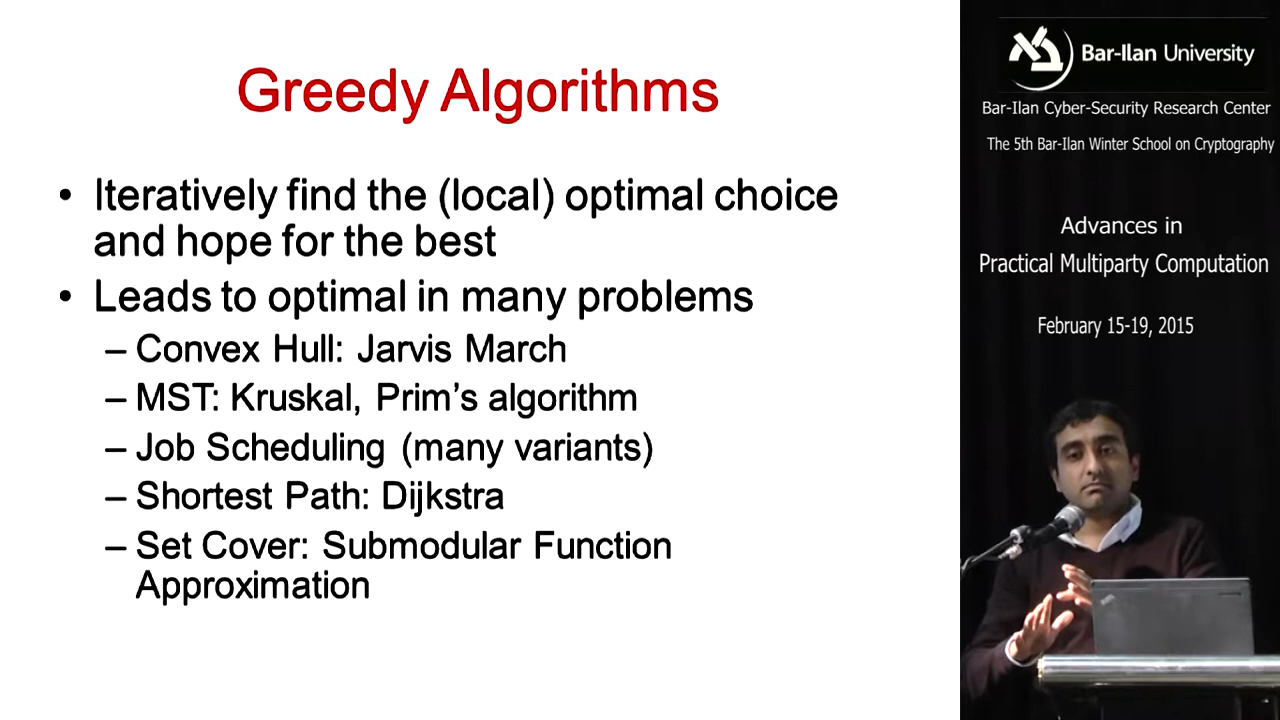 Greedy Algorithms
• Iteratively find the (local) optimal choice
and hope for the best
• Leads to optimal in many problems
– Convex Hull: Jarvis March
– MST: Kruskal, Prim’s algorithm
– Job Scheduling (many variants)
– Shortest Path: Dijkstra
– Set Cover: Submodular Function
Approximation
Bar-Ilan University
Bar-Ilan Cyber-Security Research Center
The 5th Bar-Ilan Winter School on Cryptography
Advances in
Practical Multiparty Computation
February 15-19, 2015